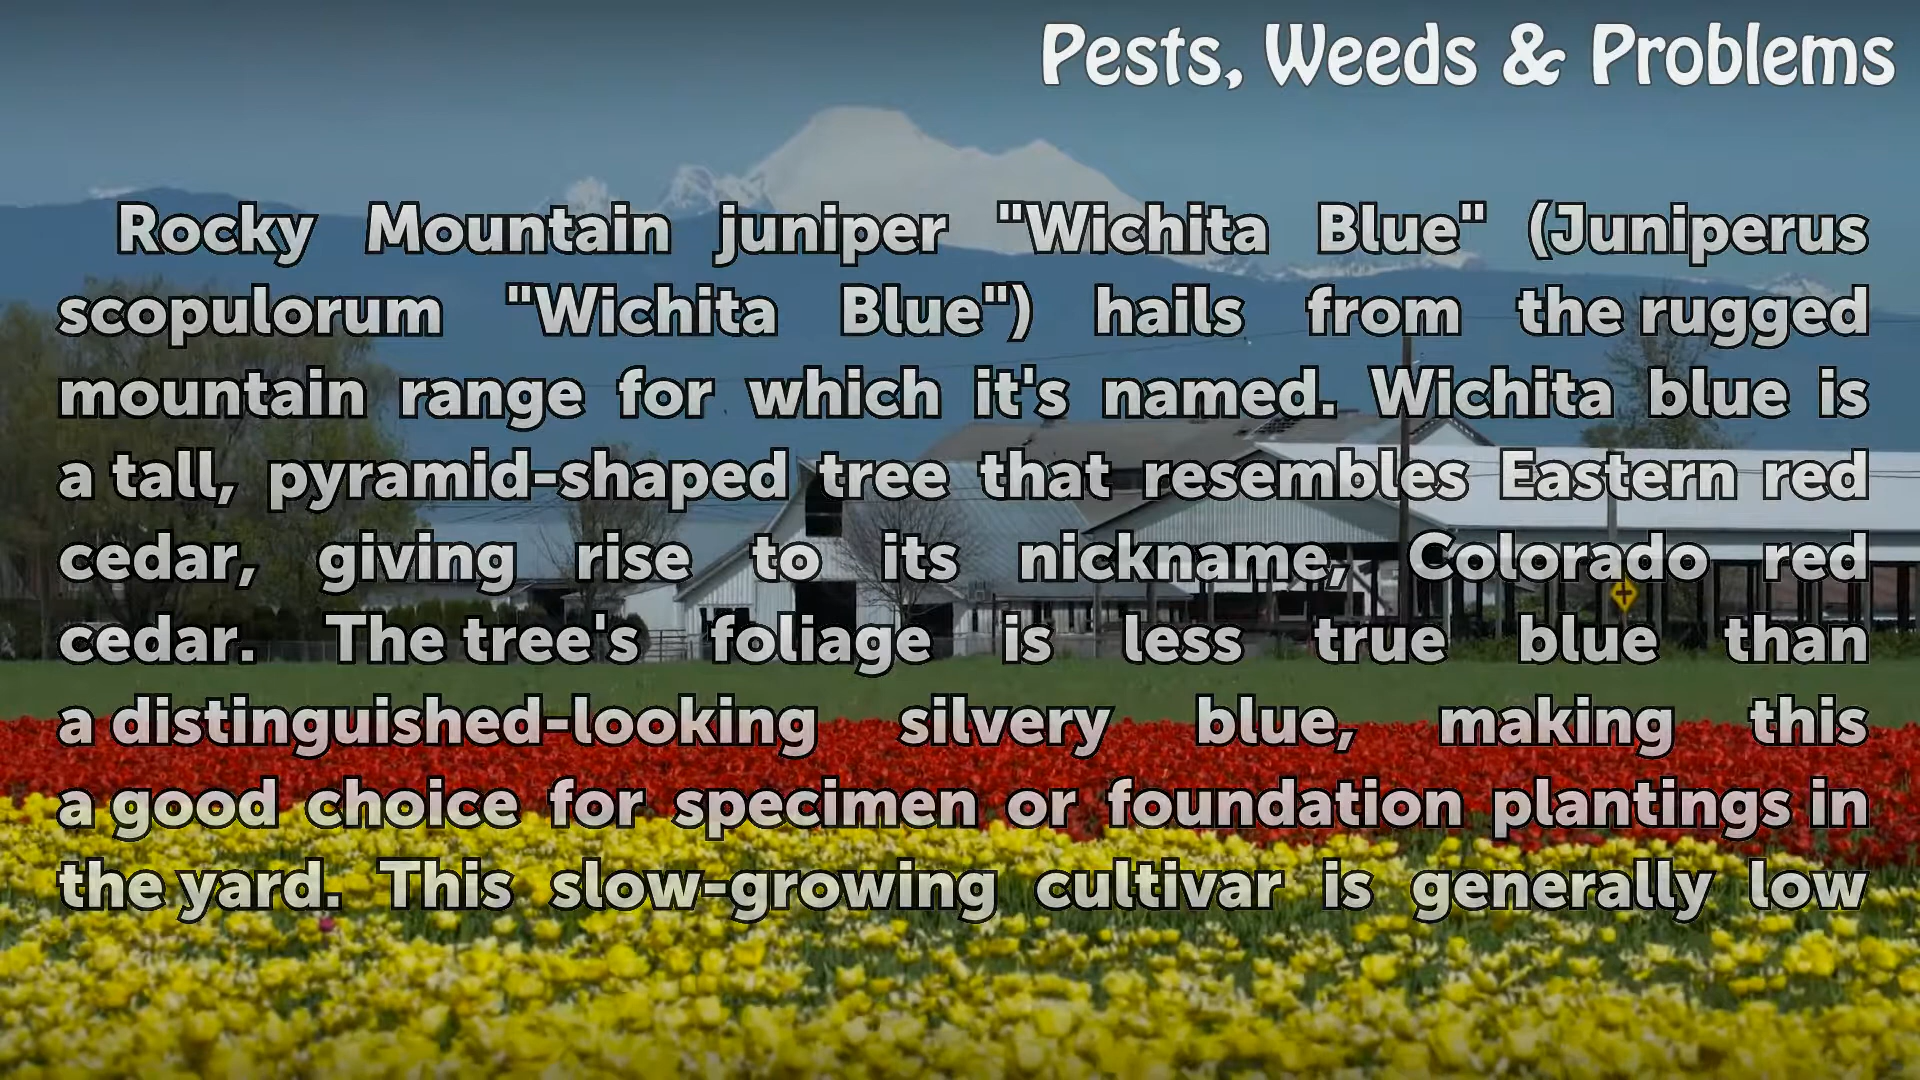 Pests, Weeds & Problems
Rocky Mountain juniper "Wichita Blue" (Juniperus
scopulorum "Wichita Blue") hails from the rugged
mountain range for which it's named. Wichita blue is
a tall, pyramid-shaped tree that resembles Eastern red
cedar, giving rise to its nickname, Colorado red
cedar. The tree's foliage is less true blue than
a distinguished-looking silvery blue, making this
a good choice for specimen or foundation plantings in
the yard. This slow-growing cultivar is generally low